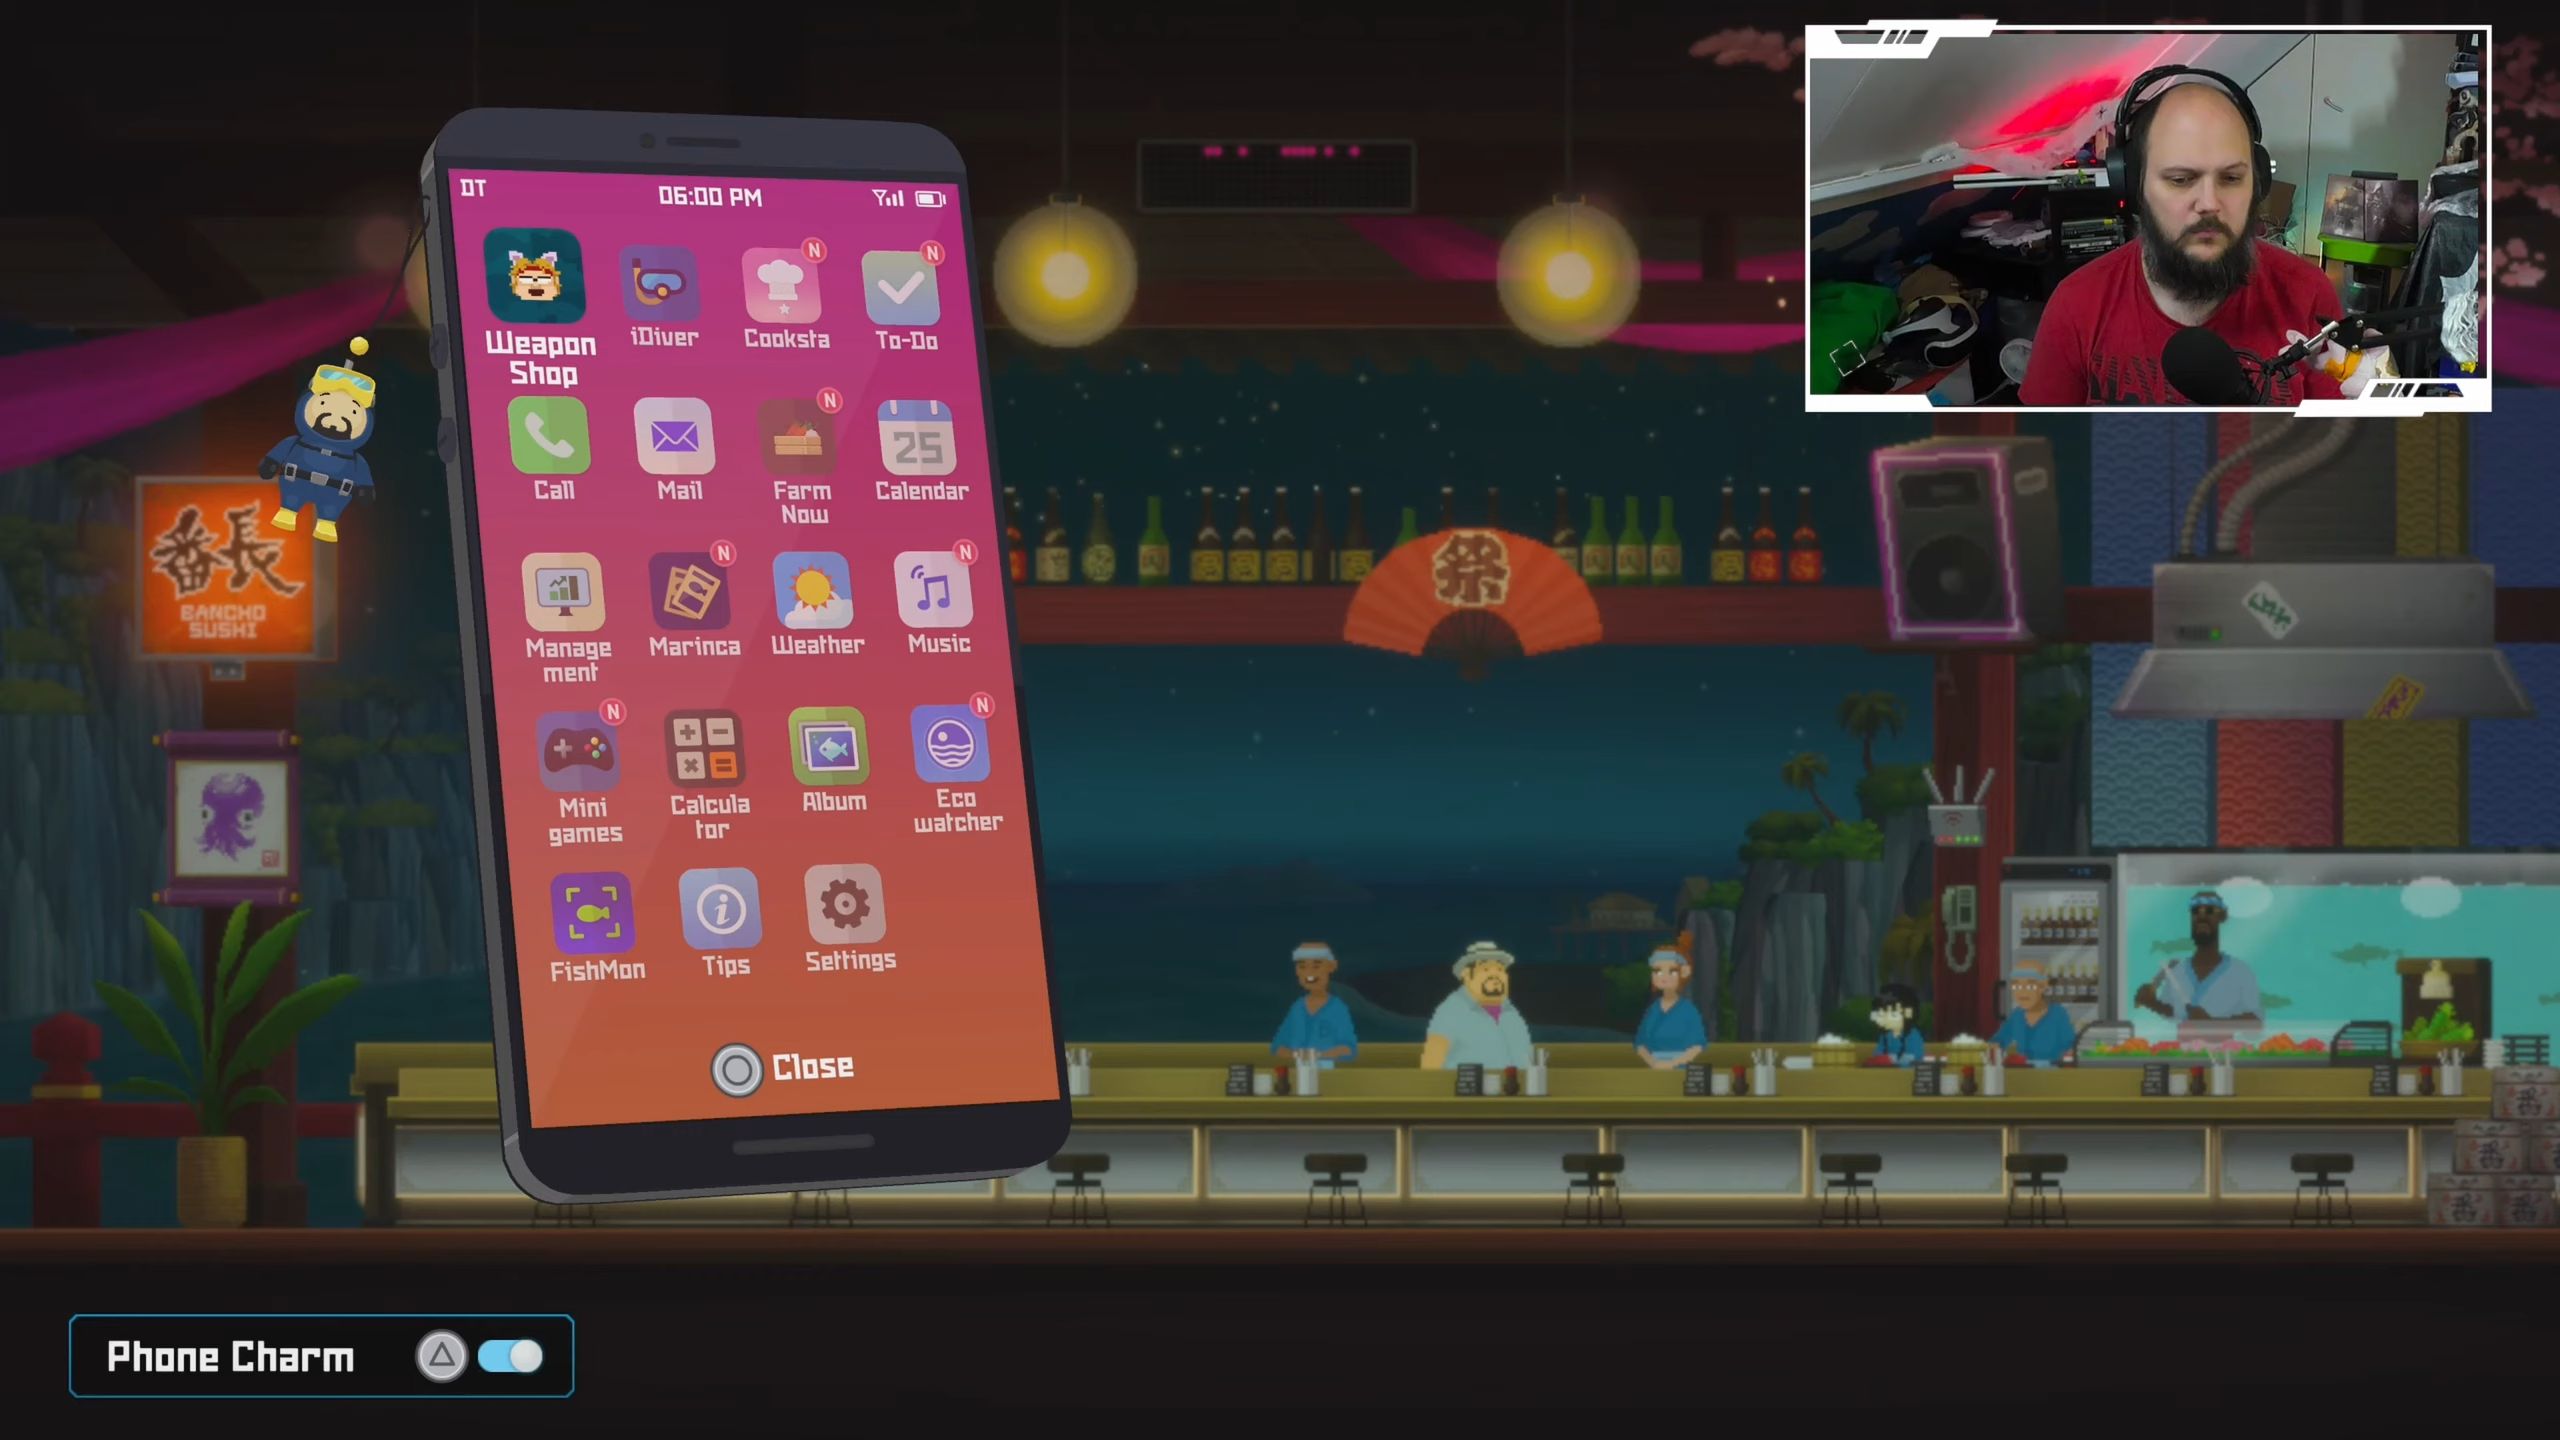 DT
06:00 PM
Weapon
Shop
iDiver
N
Cooksta
N
To-Do
Call
Mail
N
Farm
Now
25
Calendar
Manage
ment
N
Marinca
Weather
N
Music
N
Mini
games
Calcula
tor
Album
N
Eco
watcher
FishMon
i
Tips
Settings
Close
番長
BANCHO
SUSHI
祭
Phone Charm